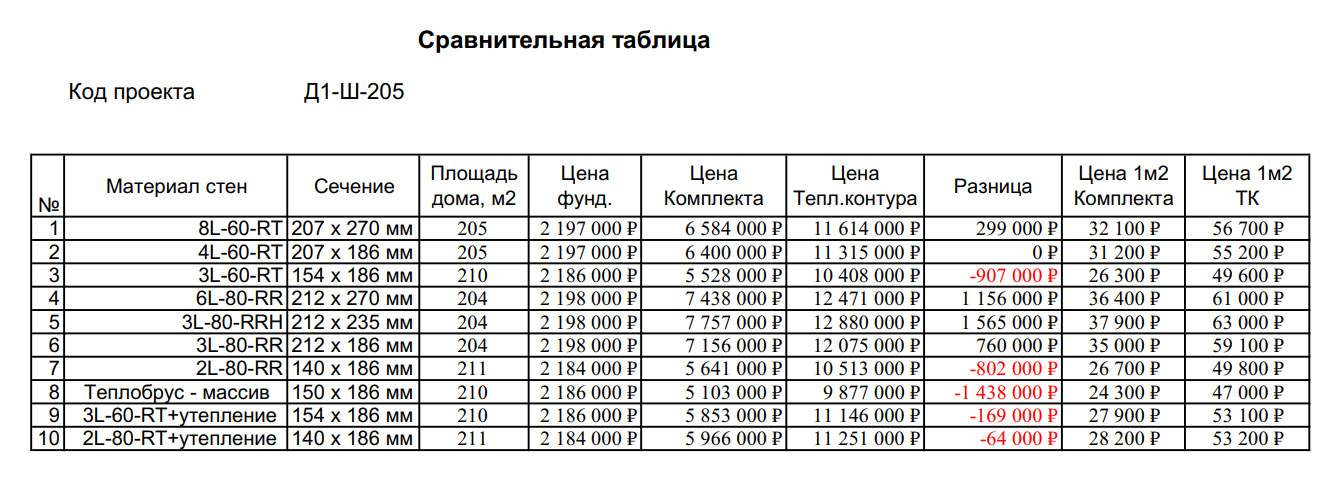 Сравнительная таблица
Код проекта Д1-Ш-205
№ Материал стен Сечение Площадь дома, м2 Цена фунд. Цена Комплекта Цена Тепл.контура Разница Цена 1м2 Комплекта Цена 1м2 ТК
1 8L-60-RT 207 x 270 мм 205 2 197 000 ₽ 6 584 000 ₽ 11 614 000 ₽ 299 000 ₽ 32 100 ₽ 56 700 ₽
2 4L-60-RT 207 x 186 мм 205 2 197 000 ₽ 6 400 000 ₽ 11 315 000 ₽ 0 ₽ 31 200 ₽ 55 200 ₽
3 3L-60-RT 154 x 186 мм 210 2 186 000 ₽ 5 528 000 ₽ 10 408 000 ₽ -907 000 ₽ 26 300 ₽ 49 600 ₽
4 6L-80-RR 212 x 270 мм 204 2 198 000 ₽ 7 438 000 ₽ 12 471 000 ₽ 1 156 000 ₽ 36 400 ₽ 61 000 ₽
5 3L-80-RRH 212 x 235 мм 204 2 198 000 ₽ 7 757 000 ₽ 12 880 000 ₽ 1 565 000 ₽ 37 900 ₽ 63 000 ₽
6 3L-80-RR 212 x 186 мм 204 2 198 000 ₽ 7 156 000 ₽ 12 075 000 ₽ 760 000 ₽ 35 000 ₽ 59 100 ₽
7 2L-80-RR 140 x 186 мм 211 2 184 000 ₽ 5 641 000 ₽ 10 513 000 ₽ -802 000 ₽ 26 700 ₽ 49 800 ₽
8 Теплобрус - массив 150 x 186 мм 210 2 186 000 ₽ 5 103 000 ₽ 9 877 000 ₽ -1 438 000 ₽ 24 300 ₽ 47 000 ₽
9 3L-60-RT+утепление 154 x 186 мм 210 2 186 000 ₽ 5 853 000 ₽ 11 146 000 ₽ -169 000 ₽ 27 900 ₽ 53 100 ₽
10 2L-80-RT+утепление 140 x 186 мм 211 2 184 000 ₽ 5 966 000 ₽ 11 251 000 ₽ -64 000 ₽ 28 200 ₽ 53 200 ₽